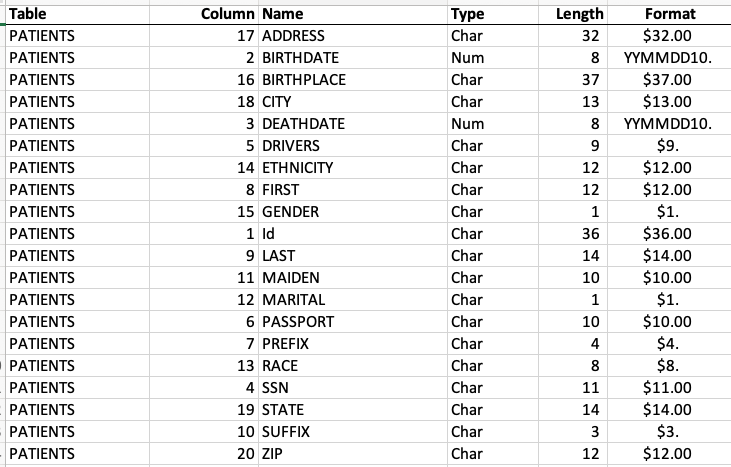 Table Column Name Type Length Format
PATIENTS 17 ADDRESS Char 32 $32.00
PATIENTS 2 BIRTHDATE Num 8 YYMMDD10.
PATIENTS 16 BIRTHPLACE Char 37 $37.00
PATIENTS 18 CITY Char 13 $13.00
PATIENTS 3 DEATHDATE Num 8 YYMMDD10.
PATIENTS 5 DRIVERS Char 9 $9.
PATIENTS 14 ETHNICITY Char 12 $12.00
PATIENTS 8 FIRST Char 12 $12.00
PATIENTS 15 GENDER Char 1 $1.
PATIENTS 1 Id Char 36 $36.00
PATIENTS 9 LAST Char 14 $14.00
PATIENTS 11 MAIDEN Char 10 $10.00
PATIENTS 12 MARITAL Char 1 $1.
PATIENTS 6 PASSPORT Char 10 $10.00
PATIENTS 7 PREFIX Char 4 $4.
PATIENTS 13 RACE Char 8 $8.
PATIENTS 4 SSN Char 11 $11.00
PATIENTS 19 STATE Char 14 $14.00
PATIENTS 10 SUFFIX Char 3 $3.
PATIENTS 20 ZIP Char 12 $12.00